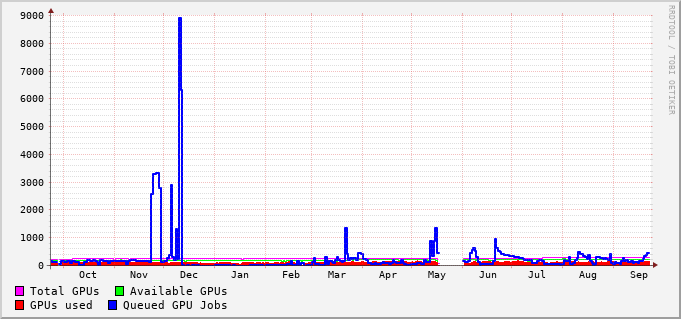 RRDTOOL / TOBI OETIKER
9000
8000
7000
6000
5000
4000
3000
2000
1000
0
Oct Nov Dec Jan Feb Mar Apr May Jun Jul Aug Sep
Total GPUs Available GPUs
GPUs used Queued GPU Jobs